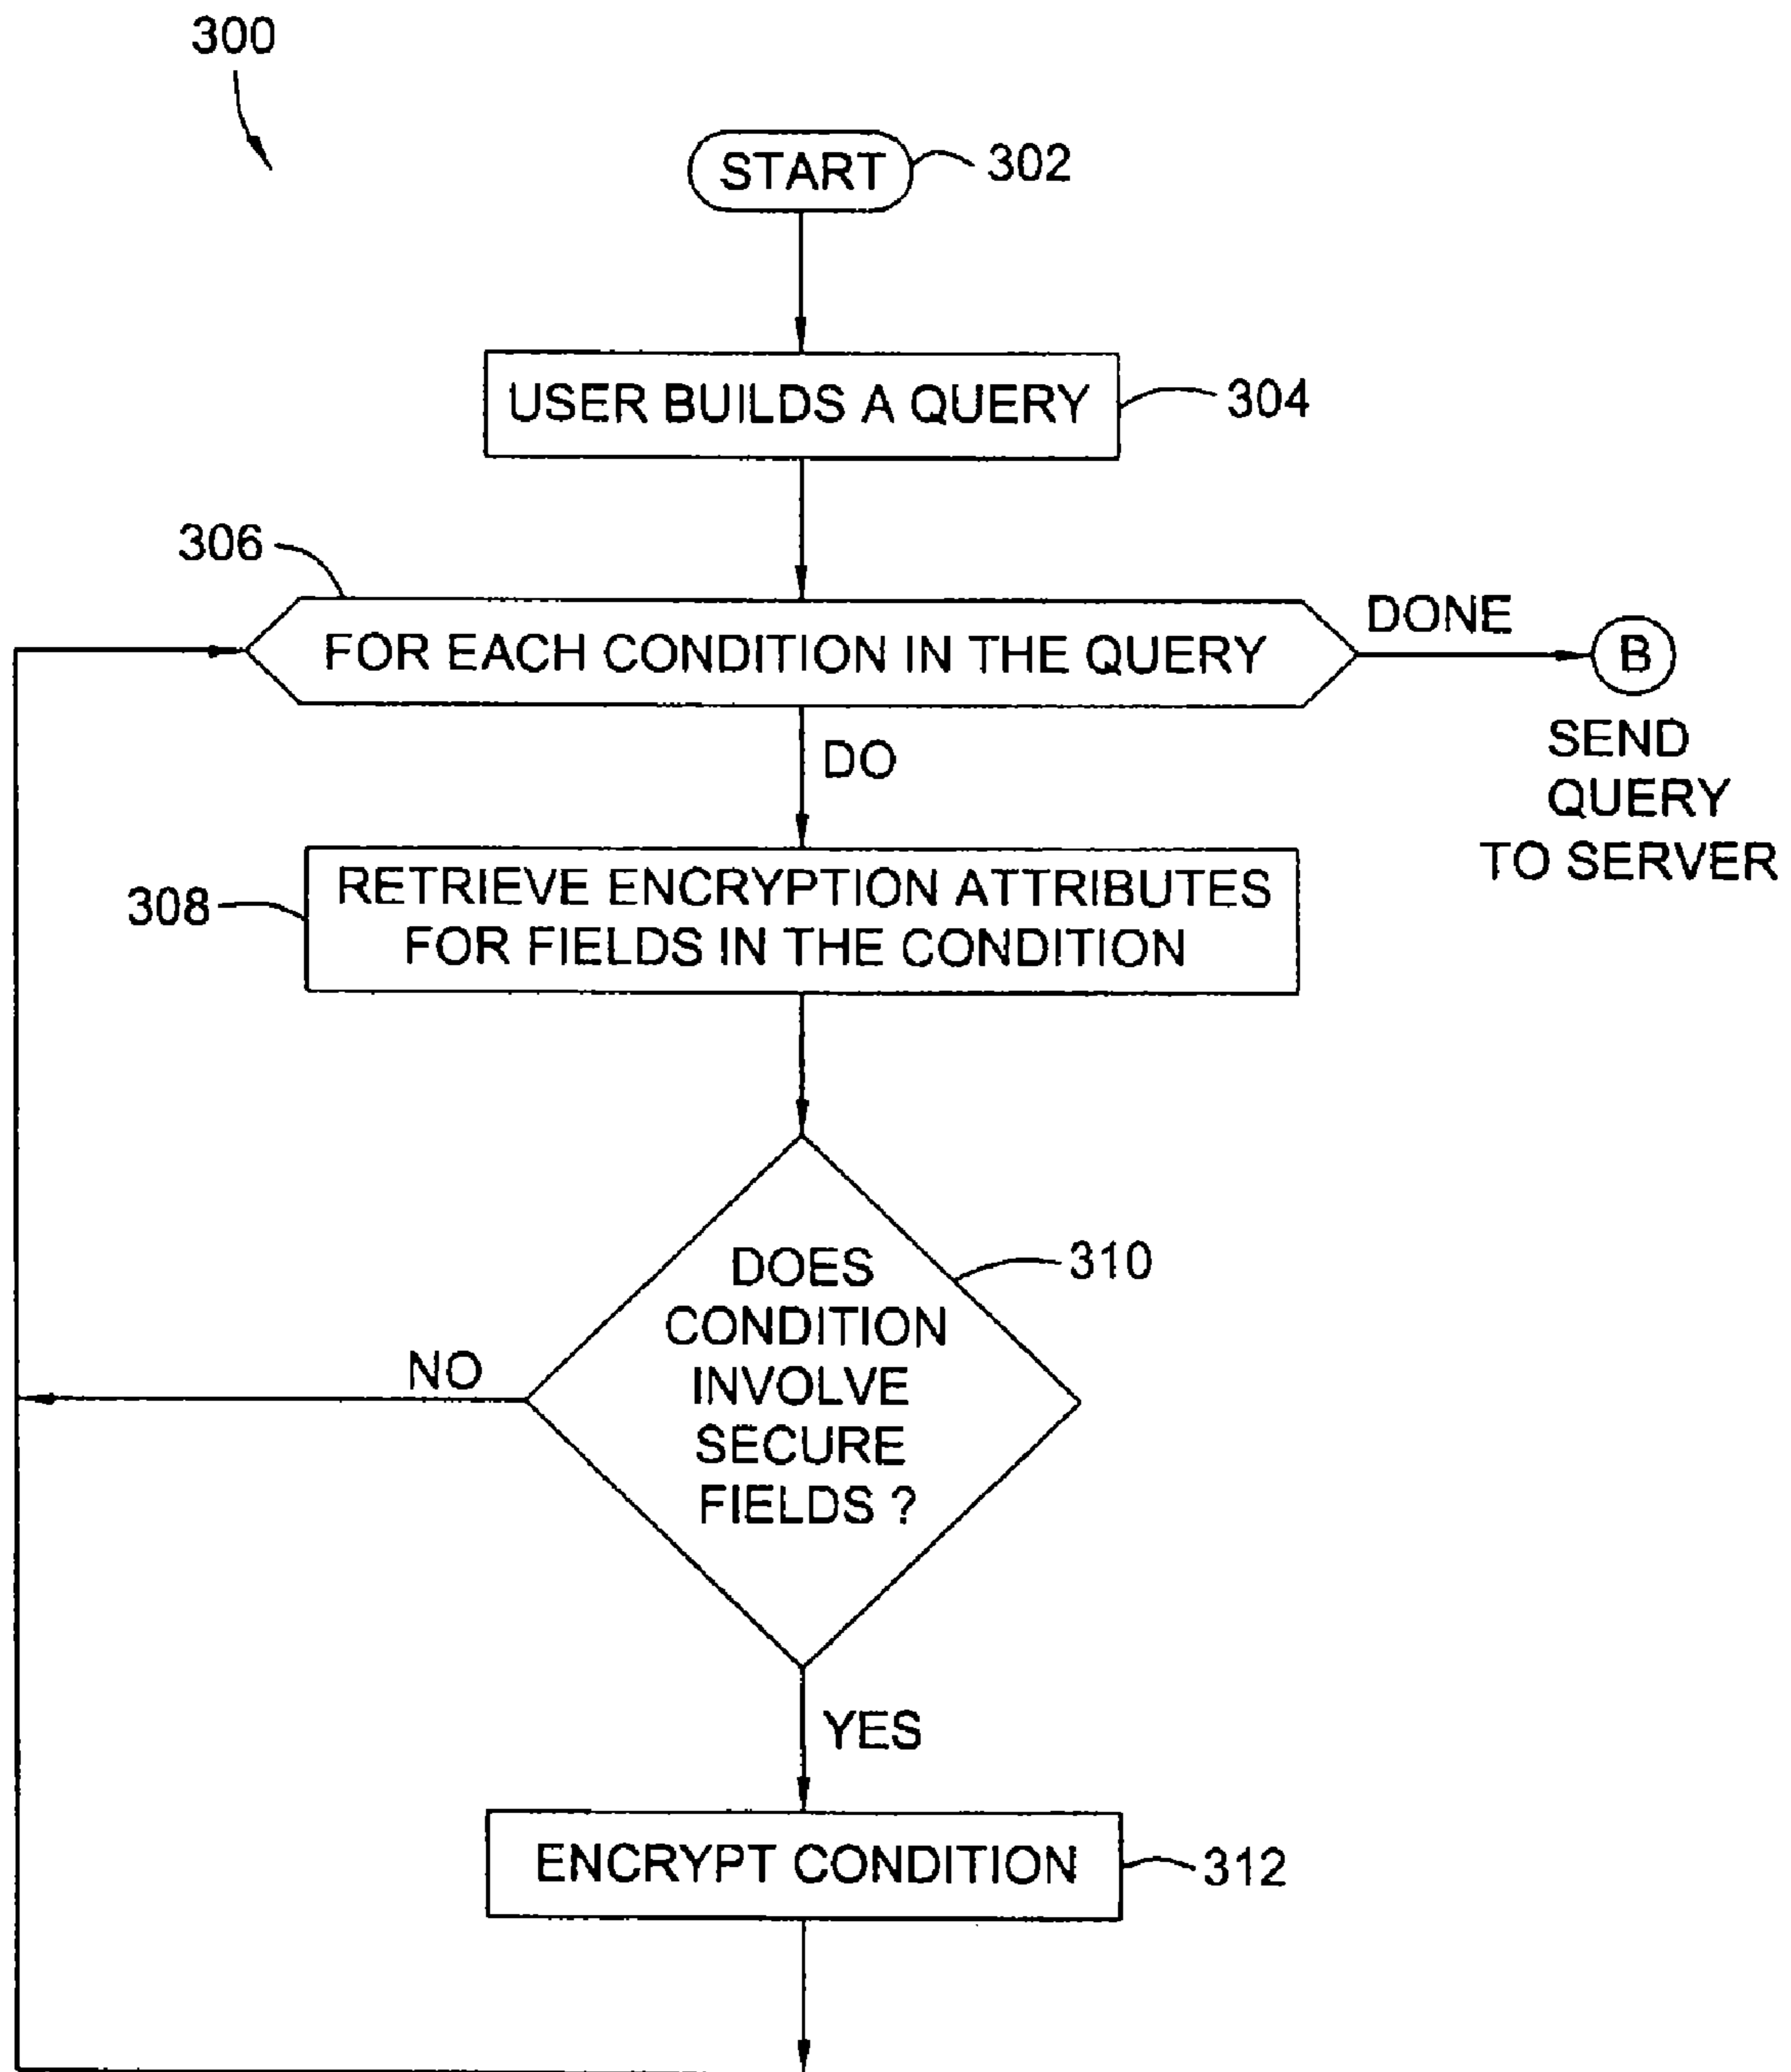 300
START
302
USER BUILDS A QUERY
304
306
FOR EACH CONDITION IN THE QUERY
DONE
B
SEND
QUERY
TO SERVER
DO
RETRIEVE ENCRYPTION ATTRIBUTES
FOR FIELDS IN THE CONDITION
308
DOES
CONDITION
INVOLVE
SECURE
FIELDS ?
310
NO
YES
ENCRYPT CONDITION
312